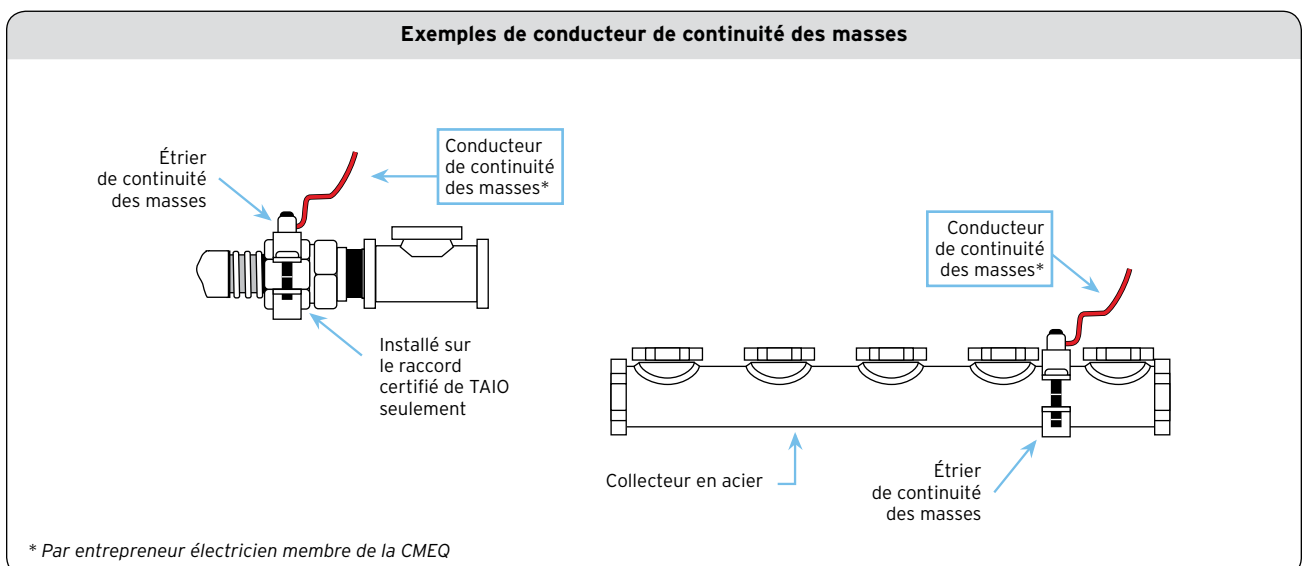 Exemples de conducteur de continuité des masses
Étrier
de continuité
des masses
Conducteur
de continuité
des masses*
Installé sur
le raccord
certifié de TAIO
seulement
Conducteur
de continuité
des masses*
Collecteur en acier
Étrier
de continuité
des masses
* Par entrepreneur électricien membre de la CMEQ